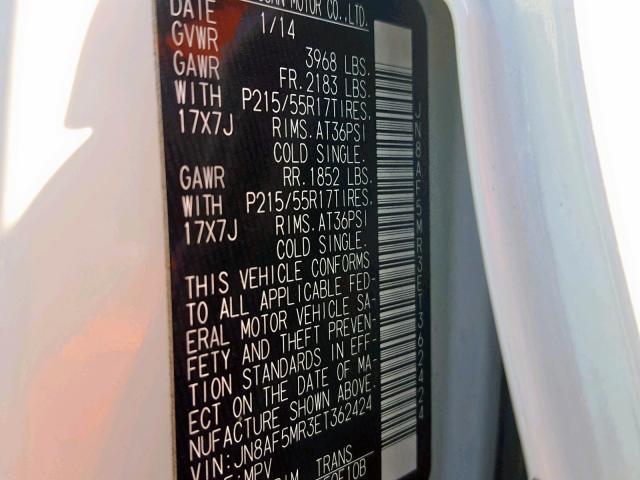 MOTOR CO.,LTD.
DATE 1/14
GVWR 3968 LBS.
GAWR FR. 2183 LBS.
WITH P215/55R17TIRES.
17X7J RIMS. AT36PSI
COLD SINGLE.
GAWR RR. 1852 LBS.
WITH P215/55R17TIRES.
17X7J RIMS. AT36PSI
COLD SINGLE.
THIS VEHICLE CONFORMS
TO ALL APPLICABLE FED-
ERAL MOTOR VEHICLE SA-
FETY AND THEFT PREVEN-
TION STANDARDS IN EFF-
ECT ON THE DATE OF MA-
NUFACTURE SHOWN ABOVE.
VIN:JN8AF5MR3ET362424
MPV
TRANS
JN8AF5MR3ET362424